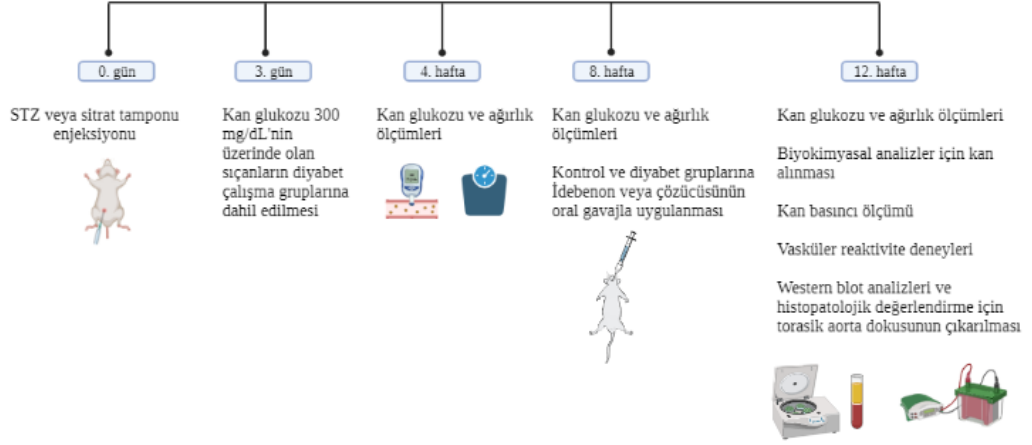 0. gün
STZ veya sitrat tamponu
enjeksiyonu
3. gün
Kan glukozu 300
mg/dL'nin
üzerinde olan
sıçanların diyabet
çalışma gruplarına
dahil edilmesi
4. hafta
Kan glukozu ve ağırlık
ölçümleri
8. hafta
Kan glukozu ve ağırlık
ölçümleri
Kontrol ve diyabet gruplarına
İdebenon veya çözücüsünün
oral gavajla uygulanması
12. hafta
Kan glukozu ve ağırlık ölçümleri
Biyokimyasal analizler için kan
alınması
Kan basıncı ölçümü
Vasküler reaktivite deneyleri
Western blot analizleri ve
histopatolojik değerlendirme için
torasik aorta dokusunun çıkarılması